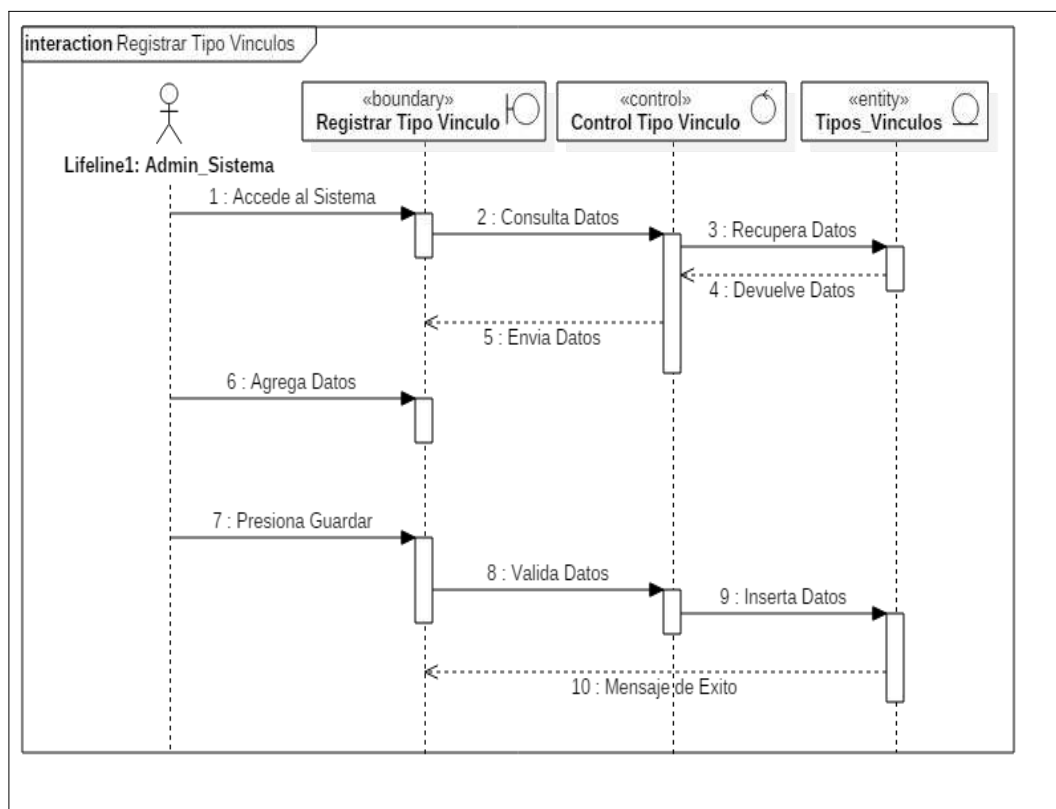 interaction Registrar Tipo Vinculos
«boundary»
Registrar Tipo Vinculo
«control»
Control Tipo Vinculo
«entity»
Tipos_Vinculos
Lifeline1: Admin_Sistema
1 : Accede al Sistema
2 : Consulta Datos
3 : Recupera Datos
4 : Devuelve Datos
5 : Envia Datos
6 : Agrega Datos
7 : Presiona Guardar
8 : Valida Datos
9 : Inserta Datos
10 : Mensaje de Exito